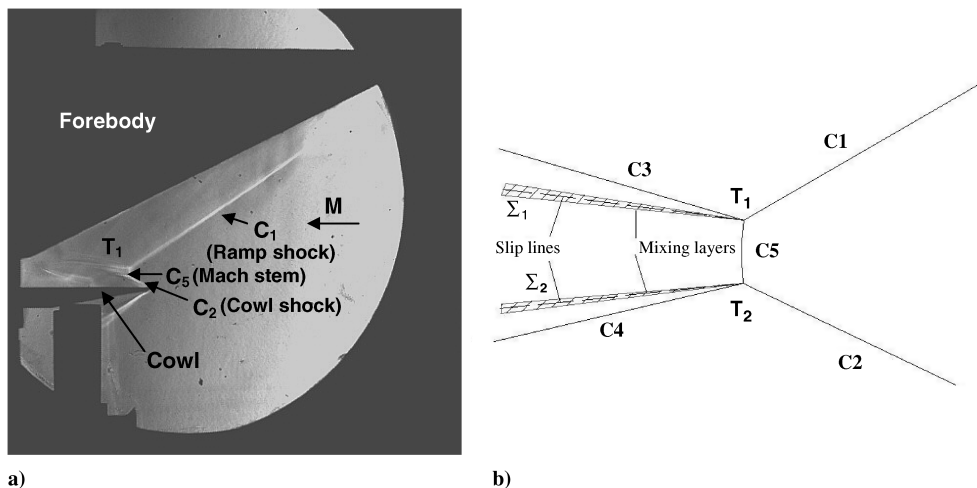 Forebody
M
C1
(Ramp shock)
T1
C5 (Mach stem)
C2 (Cowl shock)
Cowl
a)
C1
C3
T1
Σ1
Slip lines
Mixing layers
C5
Σ2
T2
C4
C2
b)